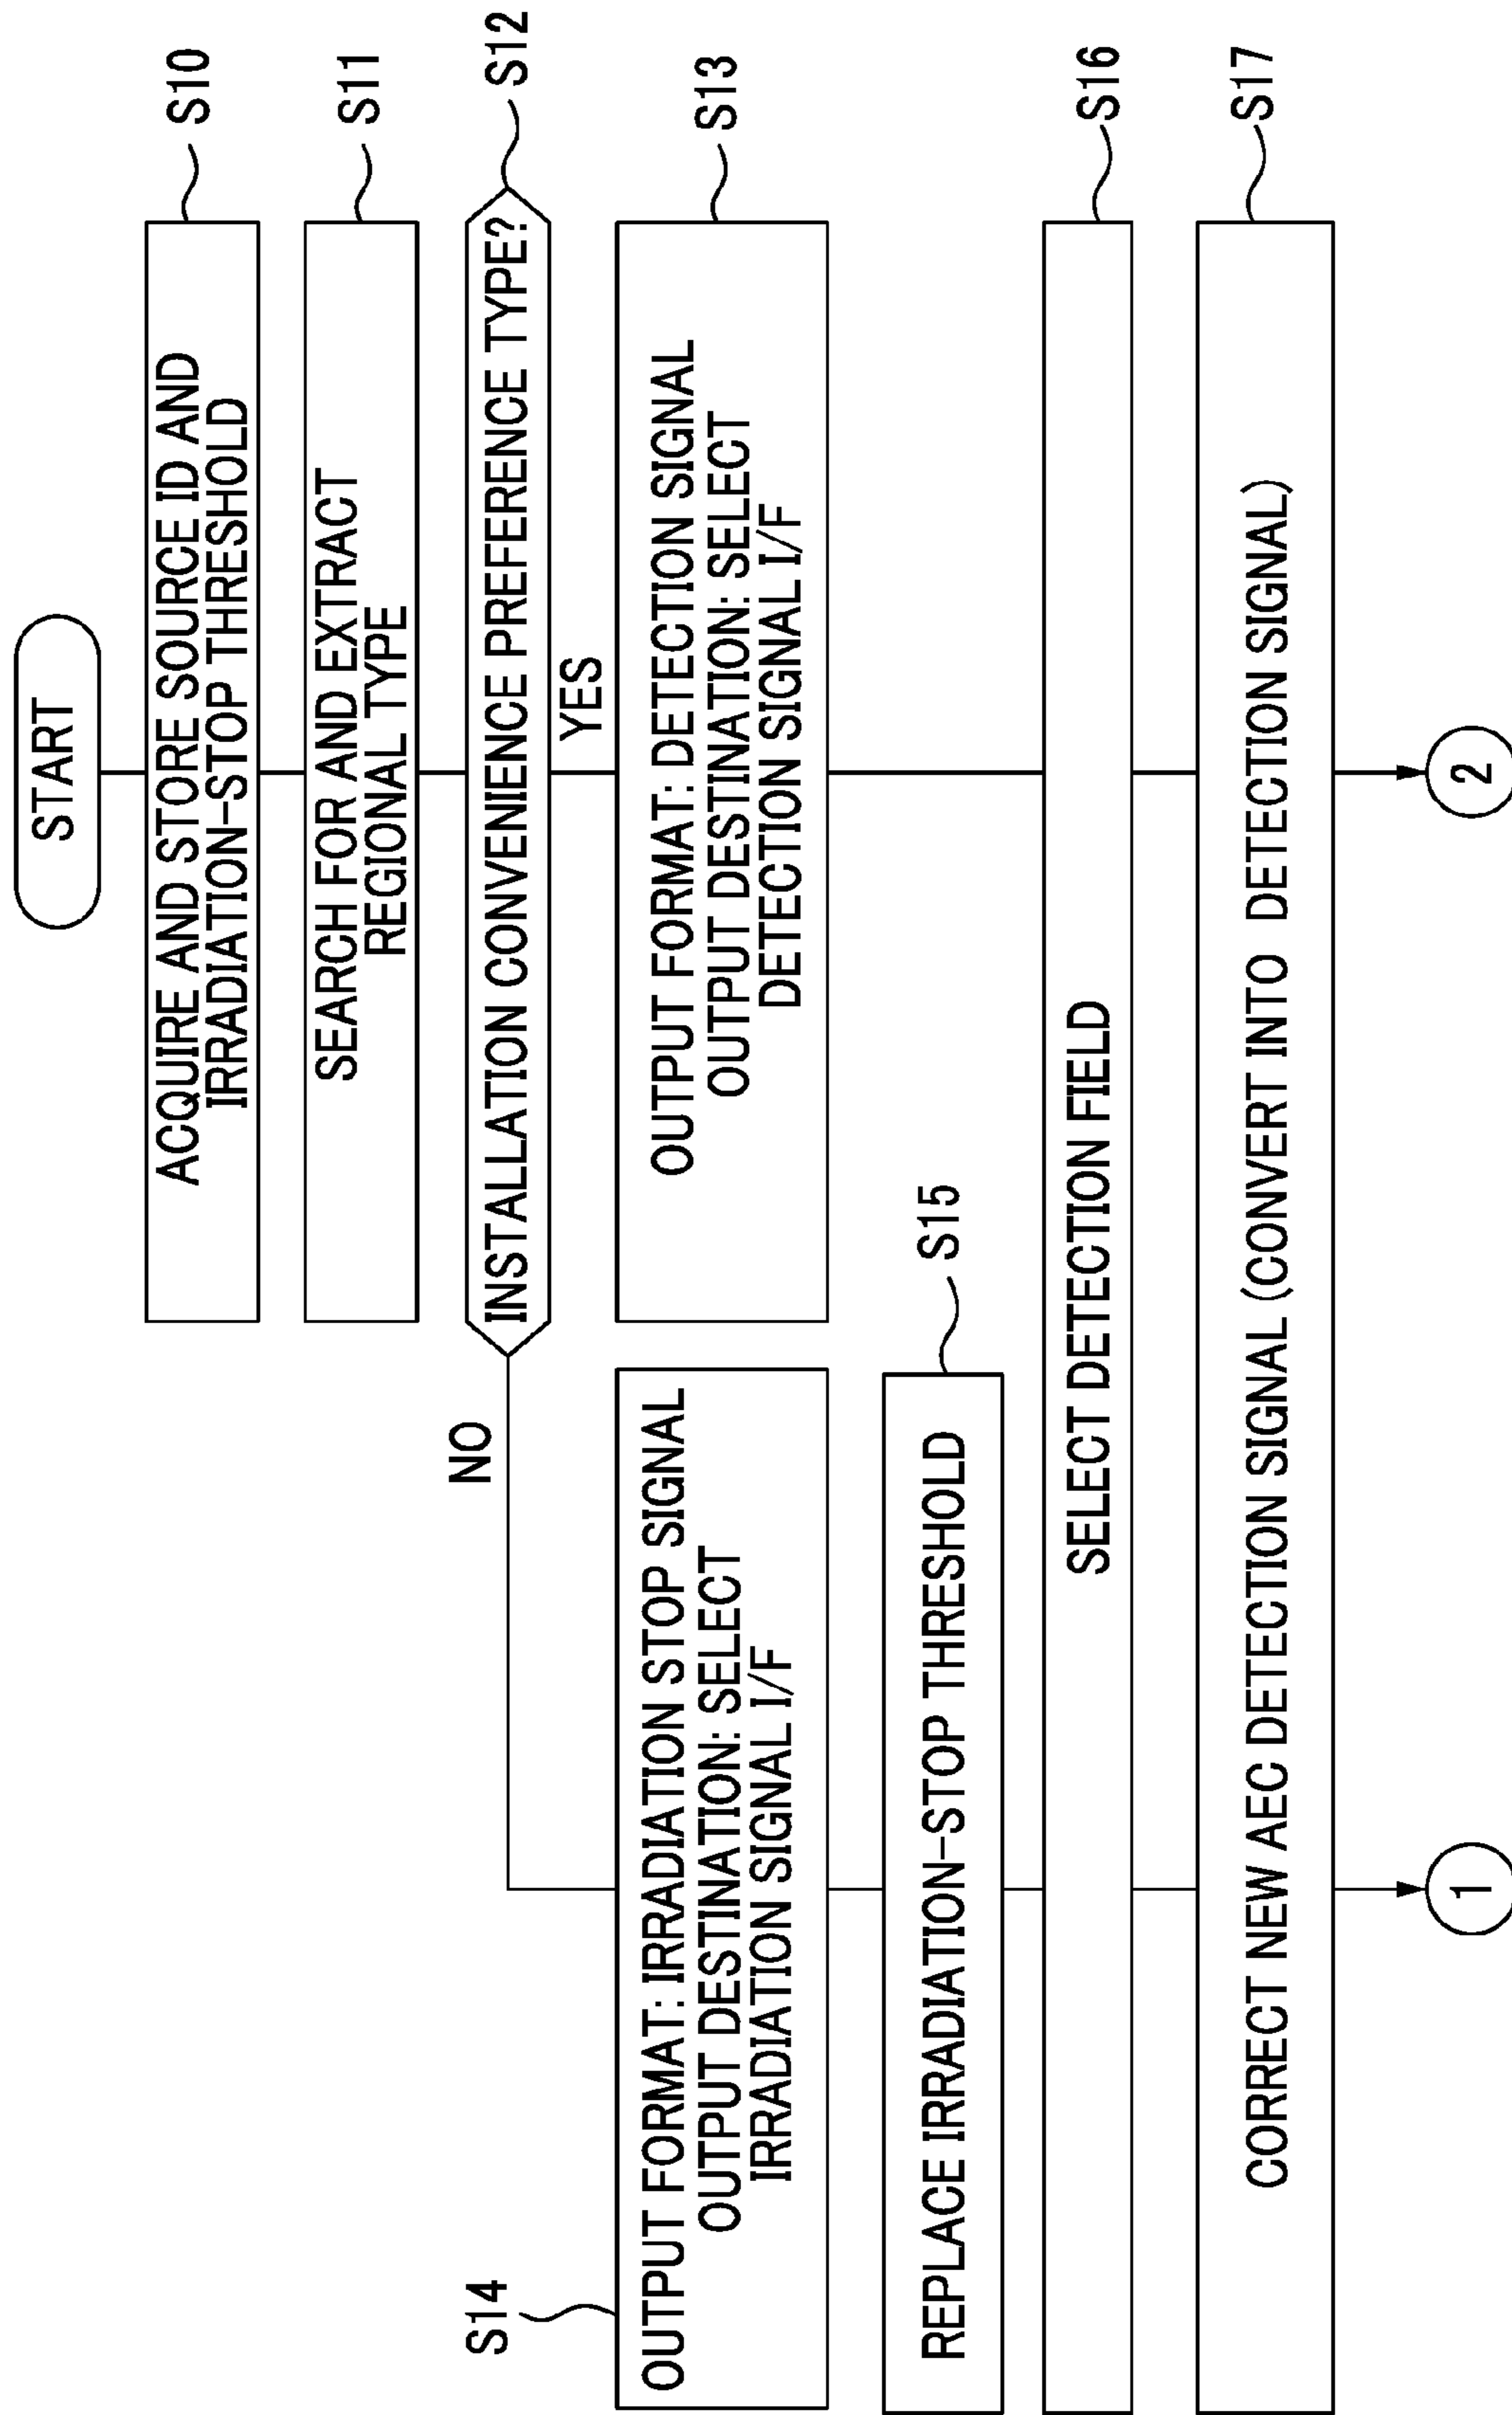 START
ACQUIRE AND STORE SOURCE ID AND
IRRADIATION-STOP THRESHOLD
S10
SEARCH FOR AND EXTRACT
REGIONAL TYPE
S11
INSTALLATION CONVENIENCE PREFERENCE TYPE?
S12
NO
YES
S14
OUTPUT FORMAT: IRRADIATION STOP SIGNAL
OUTPUT DESTINATION: SELECT
IRRADIATION SIGNAL I/F
OUTPUT FORMAT: DETECTION SIGNAL
OUTPUT DESTINATION: SELECT
DETECTION SIGNAL I/F
S13
REPLACE IRRADIATION-STOP THRESHOLD
S15
SELECT DETECTION FIELD
S16
CORRECT NEW AEC DETECTION SIGNAL (CONVERT INTO DETECTION SIGNAL)
S17
1
2